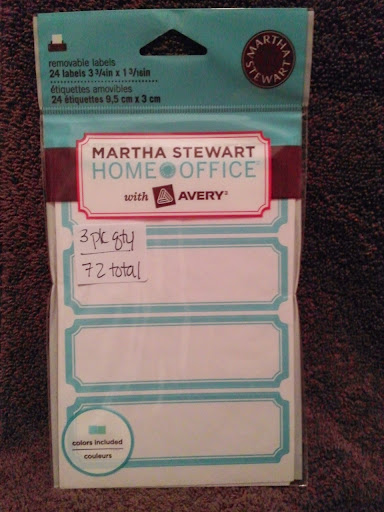 removable labels
24 labels 3 3/4in x 1 3/16in
étiquettes amovibles
24 étiquettes 9,5 cm x 3 cm
MARTHA STEWART
MARTHA STEWART
HOME OFFICE
with AVERY
3 pk qty
72 total
colors included
couleurs